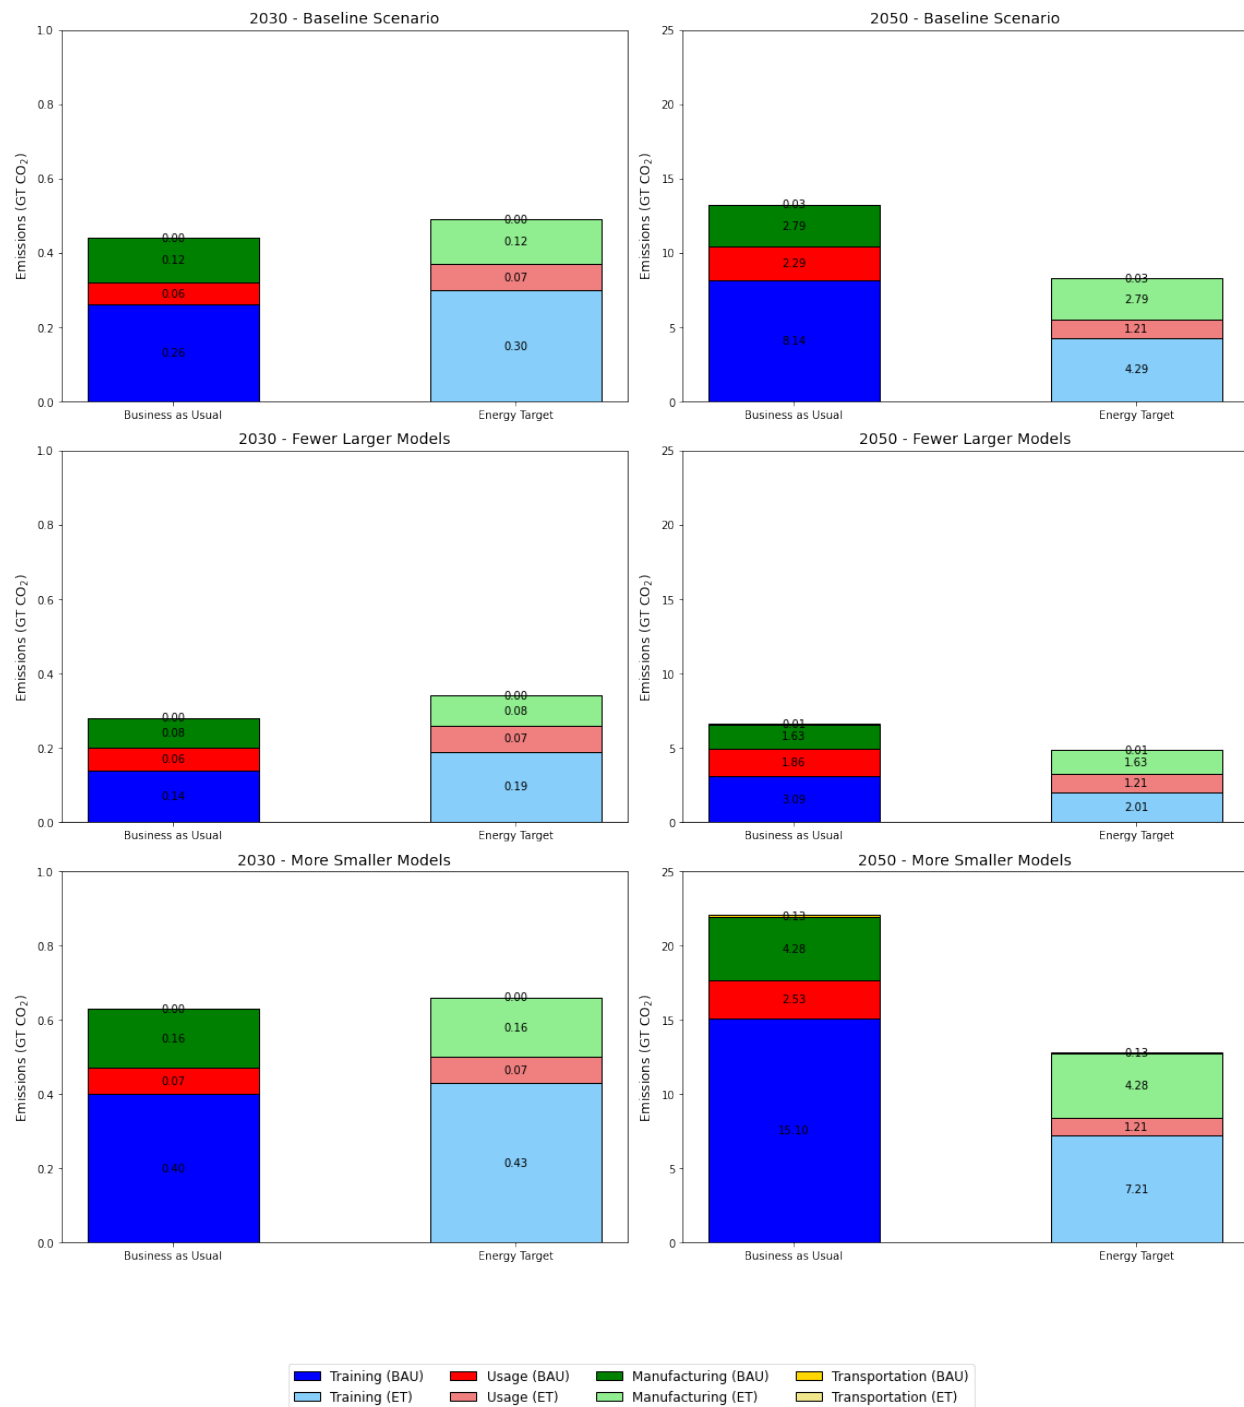 2030 - Baseline Scenario
1.0
0.8
0.6
0.4
0.2
0.0
Emissions (GT CO2)
0.00
0.12
0.06
0.26
0.00
0.12
0.07
0.30
Business as Usual
Energy Target
2050 - Baseline Scenario
25
20
15
10
5
0
Emissions (GT CO2)
0.03
2.79
2.29
8.14
0.03
2.79
1.21
4.29
Business as Usual
Energy Target
2030 - Fewer Larger Models
1.0
0.8
0.6
0.4
0.2
0.0
Emissions (GT CO2)
0.00
0.08
0.06
0.14
0.00
0.08
0.07
0.19
Business as Usual
Energy Target
2050 - Fewer Larger Models
25
20
15
10
5
0
Emissions (GT CO2)
0.01
1.63
1.86
3.09
0.01
1.63
1.21
2.01
Business as Usual
Energy Target
2030 - More Smaller Models
1.0
0.8
0.6
0.4
0.2
0.0
Emissions (GT CO2)
0.00
0.16
0.07
0.40
0.00
0.16
0.07
0.43
Business as Usual
Energy Target
2050 - More Smaller Models
25
20
15
10
5
0
Emissions (GT CO2)
0.13
4.28
2.53
15.10
0.13
4.28
1.21
7.21
Business as Usual
Energy Target
Training (BAU)
Usage (BAU)
Manufacturing (BAU)
Transportation (BAU)
Training (ET)
Usage (ET)
Manufacturing (ET)
Transportation (ET)